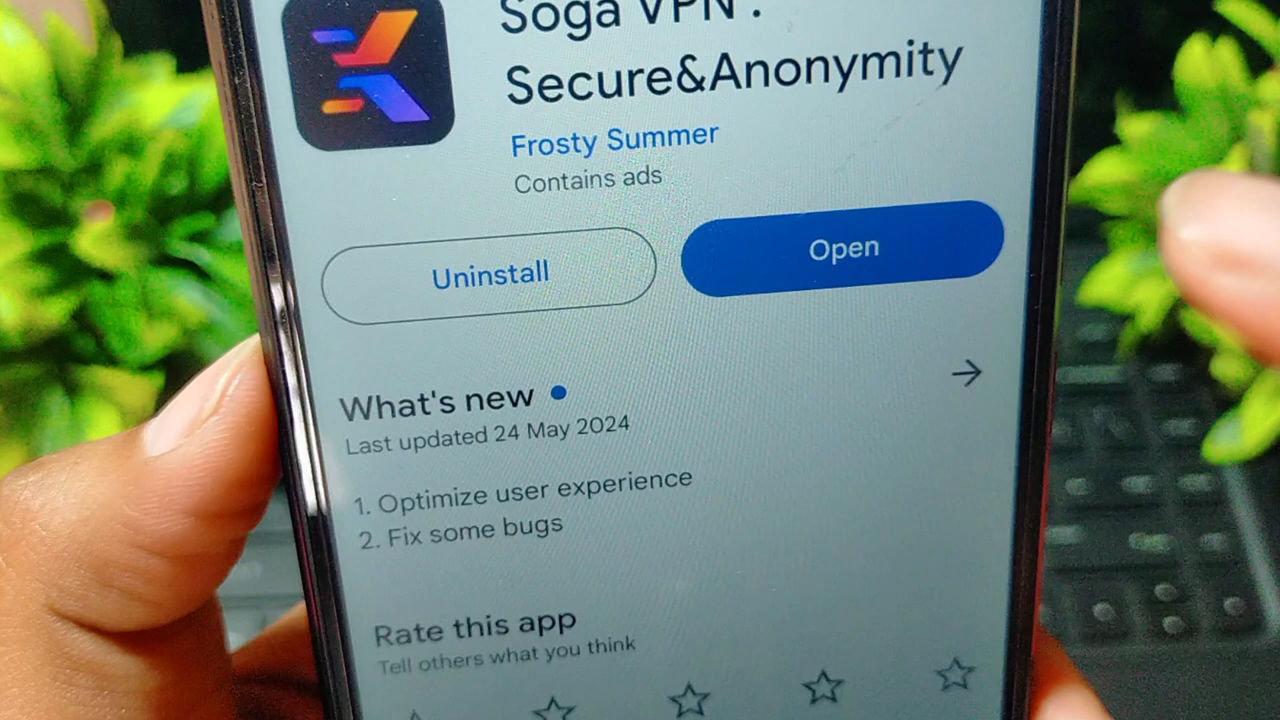 Soga VPN :
Secure&Anonymity
Frosty Summer
Contains ads
Uninstall
Open
What's new
Last updated 24 May 2024
1. Optimize user experience
2. Fix some bugs
Rate this app
Tell others what you think